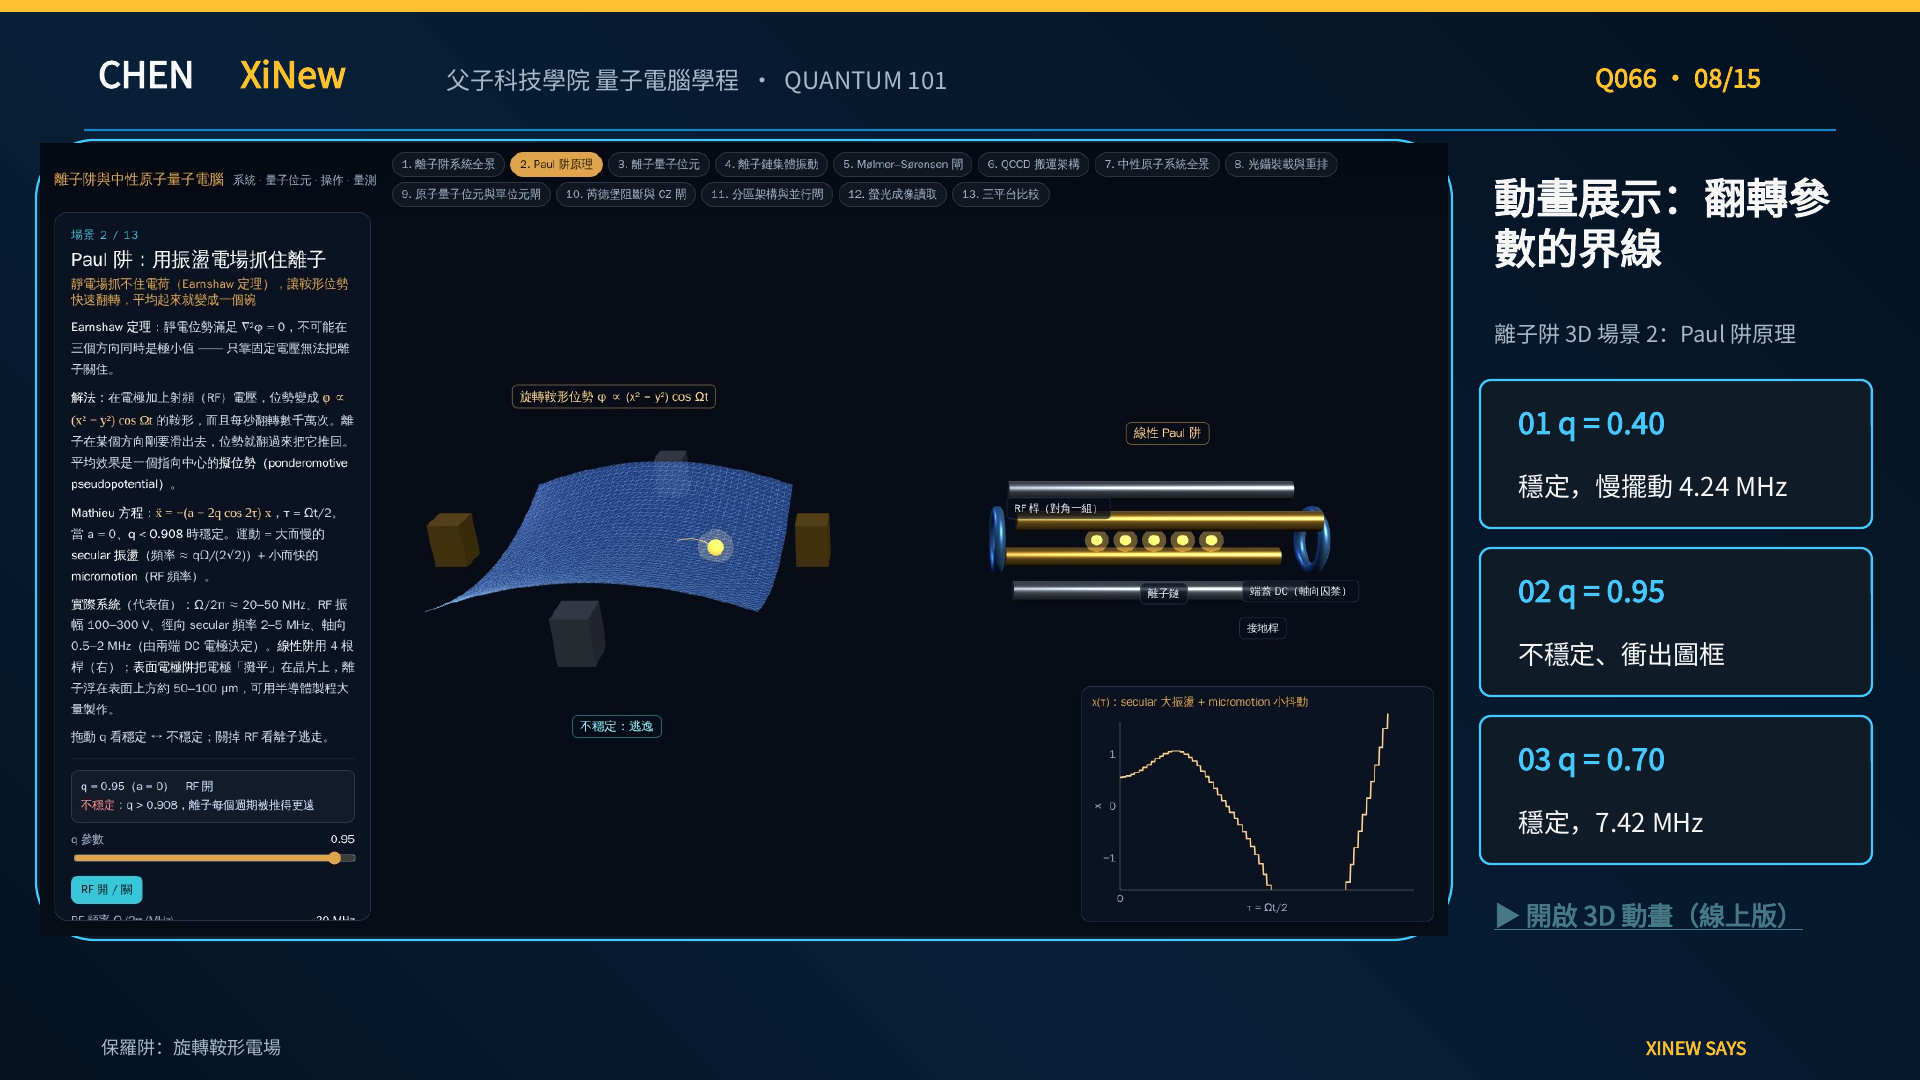 CHEN XiNew 父子科技學院 量子電腦學程 · QUANTUM 101 Q066 · 08/15
離子阱與中性原子量子電腦 系統 · 量子位元 · 操作 · 量測
1. 離子阱系統全景 2. Paul 阱原理 3. 離子量子位元 4. 離子鏈集體振動 5. Mølmer–Sørensen 閘 6. QCCD 搬運架構 7. 中性原子系統全景 8. 光鑷裝載與重排
9. 原子量子位元與單位元閘 10. 芮德堡阻斷與 CZ 閘 11. 分區架構與並行閘 12. 螢光成像讀取 13. 三平台比較
場景 2 / 13
Paul 阱：用振盪電場抓住離子
靜電場抓不住電荷（Earnshaw 定理），讓鞍形位勢
快速翻轉，平均起來就變成一個碗
Earnshaw 定理：靜電位勢滿足 ∇²φ = 0，不可能在
三個方向同時是極小值 —— 只靠固定電壓無法把離
子關住。
解法：在電極加上射頻（RF）電壓，位勢變成 φ ∝
(x² − y²) cos Ωt 的鞍形，而且每秒翻轉數千萬次。離
子在某個方向剛要滑出去，位勢就翻過來把它推回。
平均效果是一個指向中心的擬位勢（ponderomotive
pseudopotential）。
Mathieu 方程：ẍ = −(a − 2q cos 2τ) x，τ = Ωt/2。
當 a = 0、q < 0.908 時穩定。運動 = 大而慢的
secular 振盪（頻率 ≈ qΩ/(2√2)）+ 小而快的
micromotion（RF 頻率）。
實際系統（代表值）：Ω/2π ≈ 20–50 MHz、RF 振
幅 100–300 V、徑向 secular 頻率 2–5 MHz、軸向
0.5–2 MHz（由兩端 DC 電極決定）。線性阱用 4 根
桿（右）；表面電極阱把電極「攤平」在晶片上，離
子浮在表面上方約 50–100 μm，可用半導體製程大
量製作。
拖動 q 看穩定 ↔ 不穩定；關掉 RF 看離子逃走。
q = 0.95（a = 0） RF 開
不穩定：q > 0.908，離子每個週期被推得更遠
q 參數 0.95
RF 開 / 關
RF 頻率 Ω/2π (MHz) 30 MHz
旋轉鞍形位勢 φ ∝ (x² − y²) cos Ωt
不穩定：逃逸
線性 Paul 阱
RF 桿（對角一組）
離子鏈
端蓋 DC（軸向囚禁）
接地桿
x(τ)：secular 大振盪 + micromotion 小抖動
1
x 0
−1
0
τ = Ωt/2
動畫展示：翻轉參
數的界線
離子阱 3D 場景 2：Paul 阱原理
01 q = 0.40
穩定，慢擺動 4.24 MHz
02 q = 0.95
不穩定、衝出圖框
03 q = 0.70
穩定，7.42 MHz
▶ 開啟 3D 動畫（線上版）
保羅阱：旋轉鞍形電場
XINEW SAYS